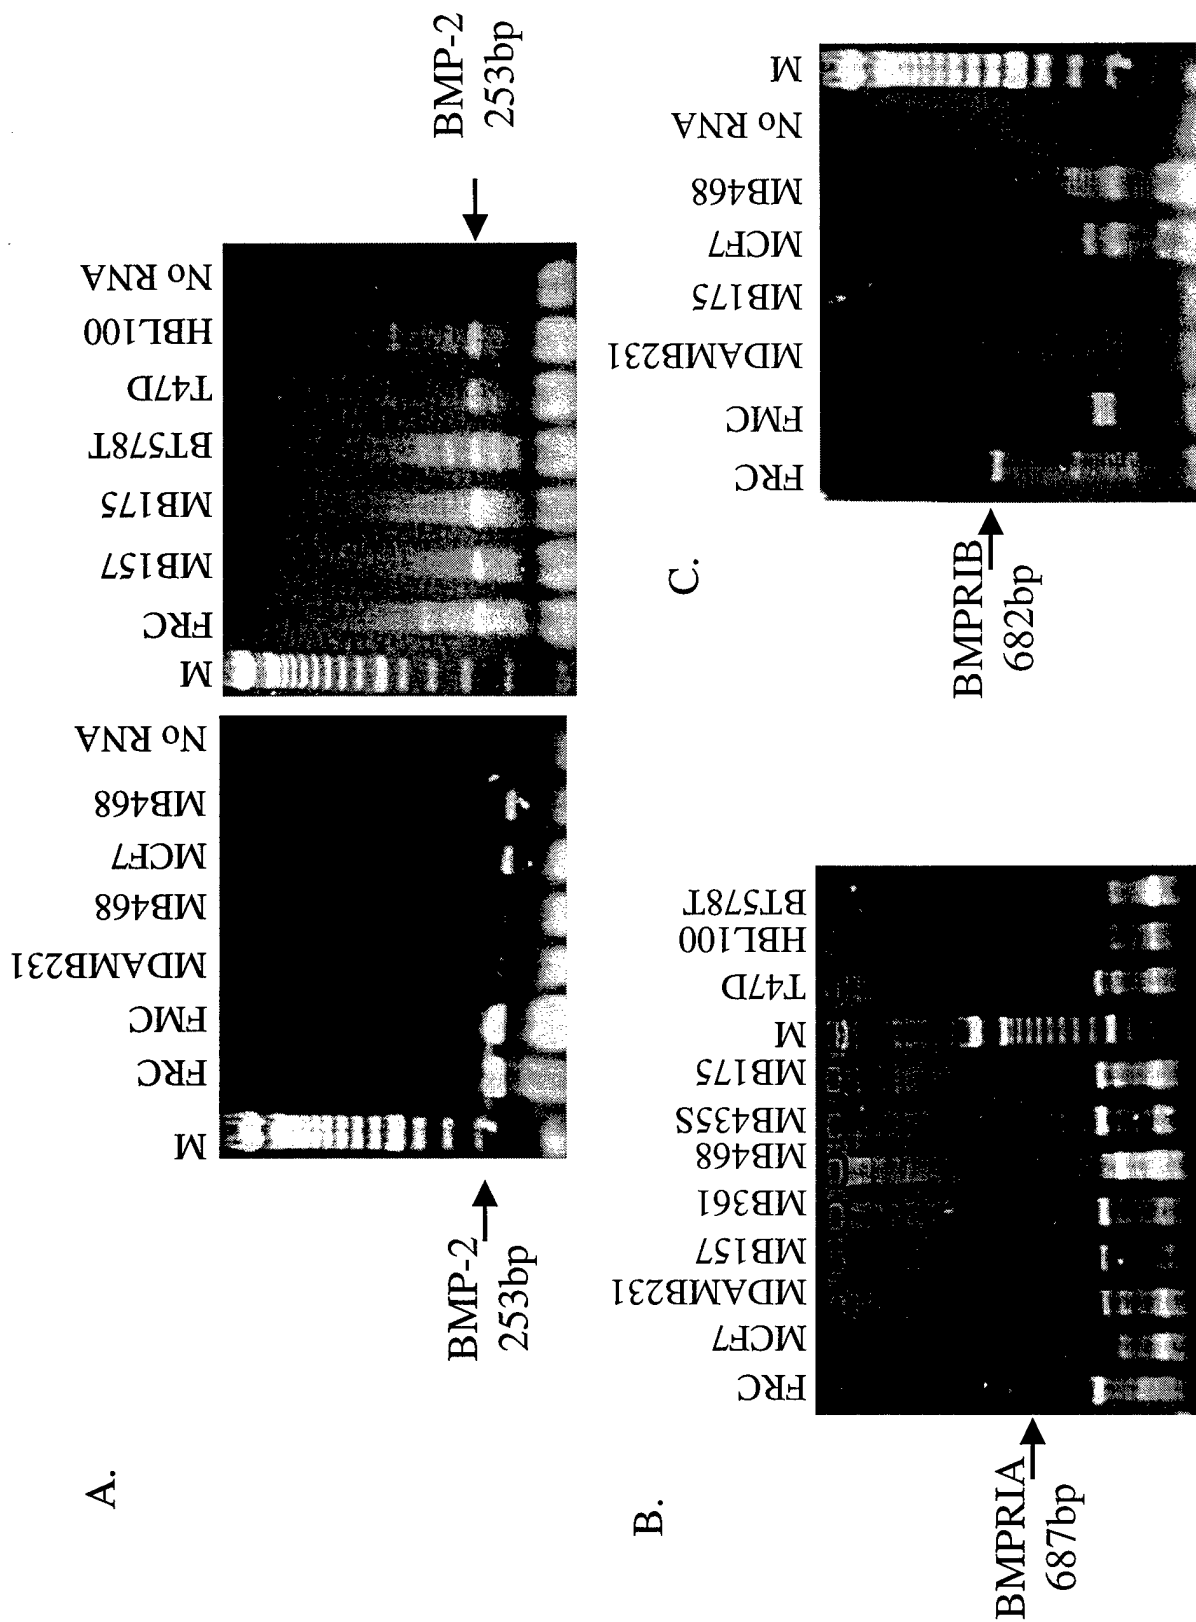 A.
M
FRC
FMC
MDAMB231
MB468
MCF7
MB468
No RNA
BMP-2
253bp
M
FRC
MB157
MB175
BT578T
T47D
HBL100
No RNA
BMP-2
253bp
B.
FRC
MCF7
MDAMB231
MB157
MB361
MB468
MB435S
MB175
M
T47D
HBL100
BT578T
BMPRIA
687bp
C.
FRC
FMC
MDAMB231
MB175
MCF7
MB468
No RNA
M
BMPRIB
682bp